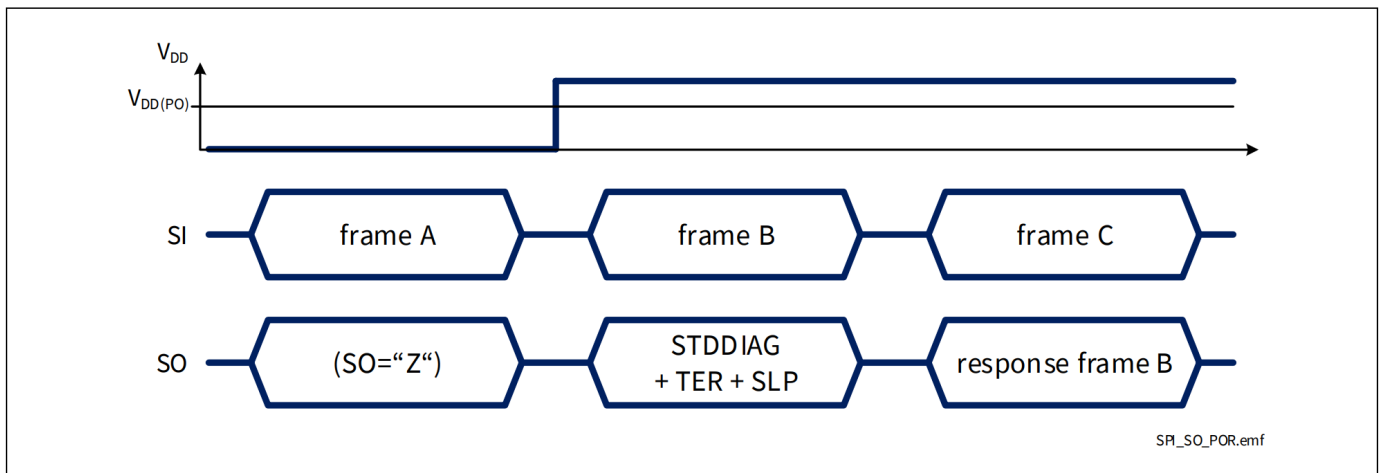 VDD
VDD(PO)
SI
frame A
frame B
frame C
SO
(SO=“Z“)
STDDIAG
+ TER + SLP
response frame B
SPI_SO_POR.emf